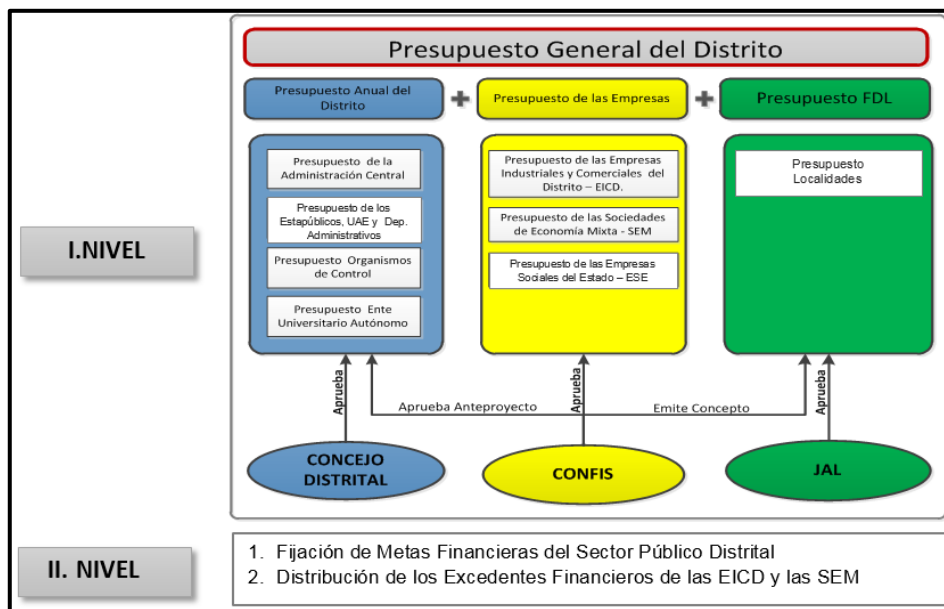 Presupuesto General del Distrito
Presupuesto Anual del
Distrito
+
Presupuesto de las Empresas
+
Presupuesto FDL
I.NIVEL
Presupuesto de la
Administración Central
Presupuesto de los
Estapúblicos, UAE y Dep.
Administrativos
Presupuesto Organismos
de Control
Presupuesto Ente
Universitario Autónomo
Presupuesto de las Empresas
Industriales y Comerciales del
Distrito – EICD.
Presupuesto de las Sociedades
de Economía Mixta - SEM
Presupuesto de las Empresas
Sociales del Estado – ESE
Presupuesto
Localidades
Aprueba
Aprueba Anteproyecto
Aprueba
Emite Concepto
Aprueba
CONCEJO
DISTRITAL
CONFIS
JAL
II. NIVEL
1. Fijación de Metas Financieras del Sector Público Distrital
2. Distribución de los Excedentes Financieros de las EICD y las SEM